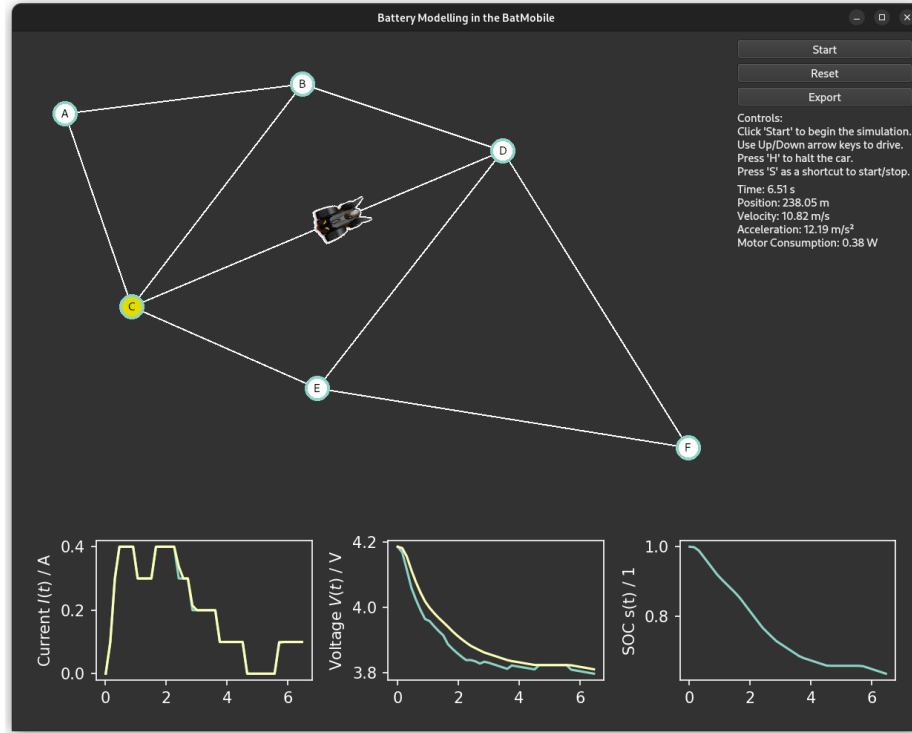 Battery Modelling in the BatMobile
Start
Reset
Export
Controls:
Click 'Start' to begin the simulation.
Use Up/Down arrow keys to drive.
Press 'H' to halt the car.
Press 'S' as a shortcut to start/stop.
Time: 6.51 s
Position: 238.05 m
Velocity: 10.82 m/s
Acceleration: 12.19 m/s²
Motor Consumption: 0.38 W
A
B
D
C
E
F
Current I(t) / A
0.4
0.2
0.0
0 2 4 6
Voltage V(t) / V
4.2
4.0
3.8
0 2 4 6
SOC s(t) / 1
1.0
0.8
0 2 4 6